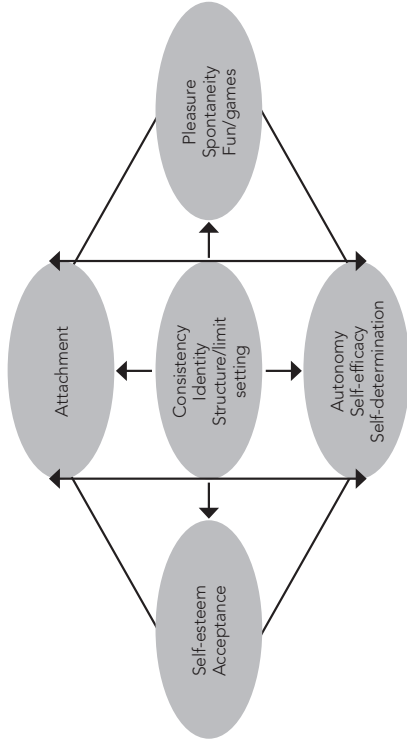 Self-esteem
Acceptance
Autonomy
Self-efficacy
Self-determination
Consistency
Identity
Structure/limit
setting
Attachment
Pleasure
Spontaneity
Fun/games